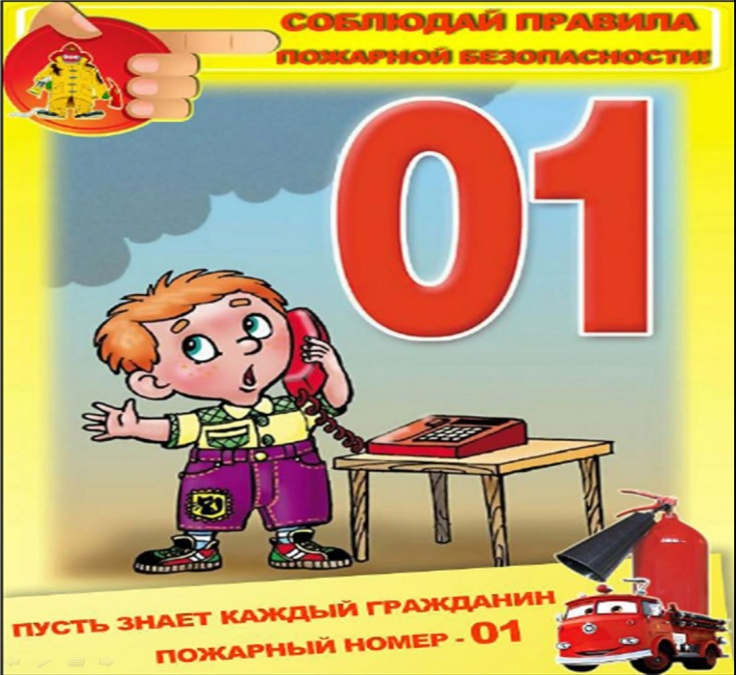 СОБЛЮДАЙ ПРАВИЛА
ПОЖАРНОЙ БЕЗОПАСНОСТИ!
01
ПУСТЬ ЗНАЕТ КАЖДЫЙ ГРАЖДАНИН
ПОЖАРНЫЙ НОМЕР - 01